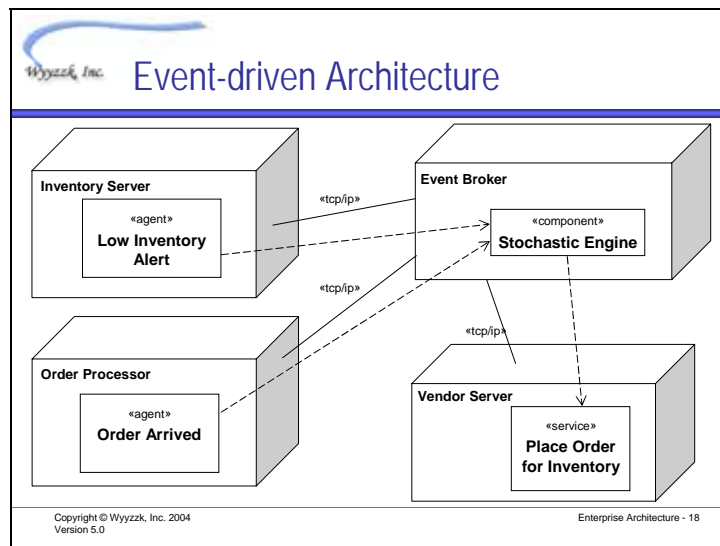 Wyyzzk, Inc.
Event-driven Architecture
Inventory Server
«agent»
Low Inventory
Alert
«tcp/ip»
Event Broker
«component»
Stochastic Engine
«tcp/ip»
Order Processor
«agent»
Order Arrived
«tcp/ip»
Vendor Server
«service»
Place Order
for Inventory
Copyright © Wyyzzk, Inc. 2004
Version 5.0
Enterprise Architecture - 18